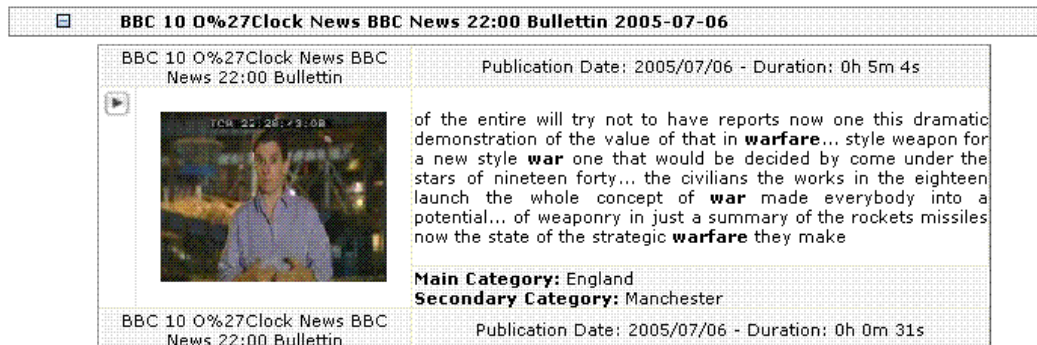 BBC 10 O%27Clock News BBC News 22:00 Bullettin 2005-07-06
BBC 10 O%27Clock News BBC
News 22:00 Bullettin
Publication Date: 2005/07/06 - Duration: 0h 5m 4s
TCR 22:28:43:08
of the entire will try not to have reports now one this dramatic
demonstration of the value of that in warfare... style weapon for
a new style war one that would be decided by come under the
stars of nineteen forty... the civilians the works in the eighteen
launch the whole concept of war made everybody into a
potential... of weaponry in just a summary of the rockets missiles
now the state of the strategic warfare they make
Main Category: England
Secondary Category: Manchester
BBC 10 O%27Clock News BBC
News 22:00 Bullettin
Publication Date: 2005/07/06 - Duration: 0h 0m 31s